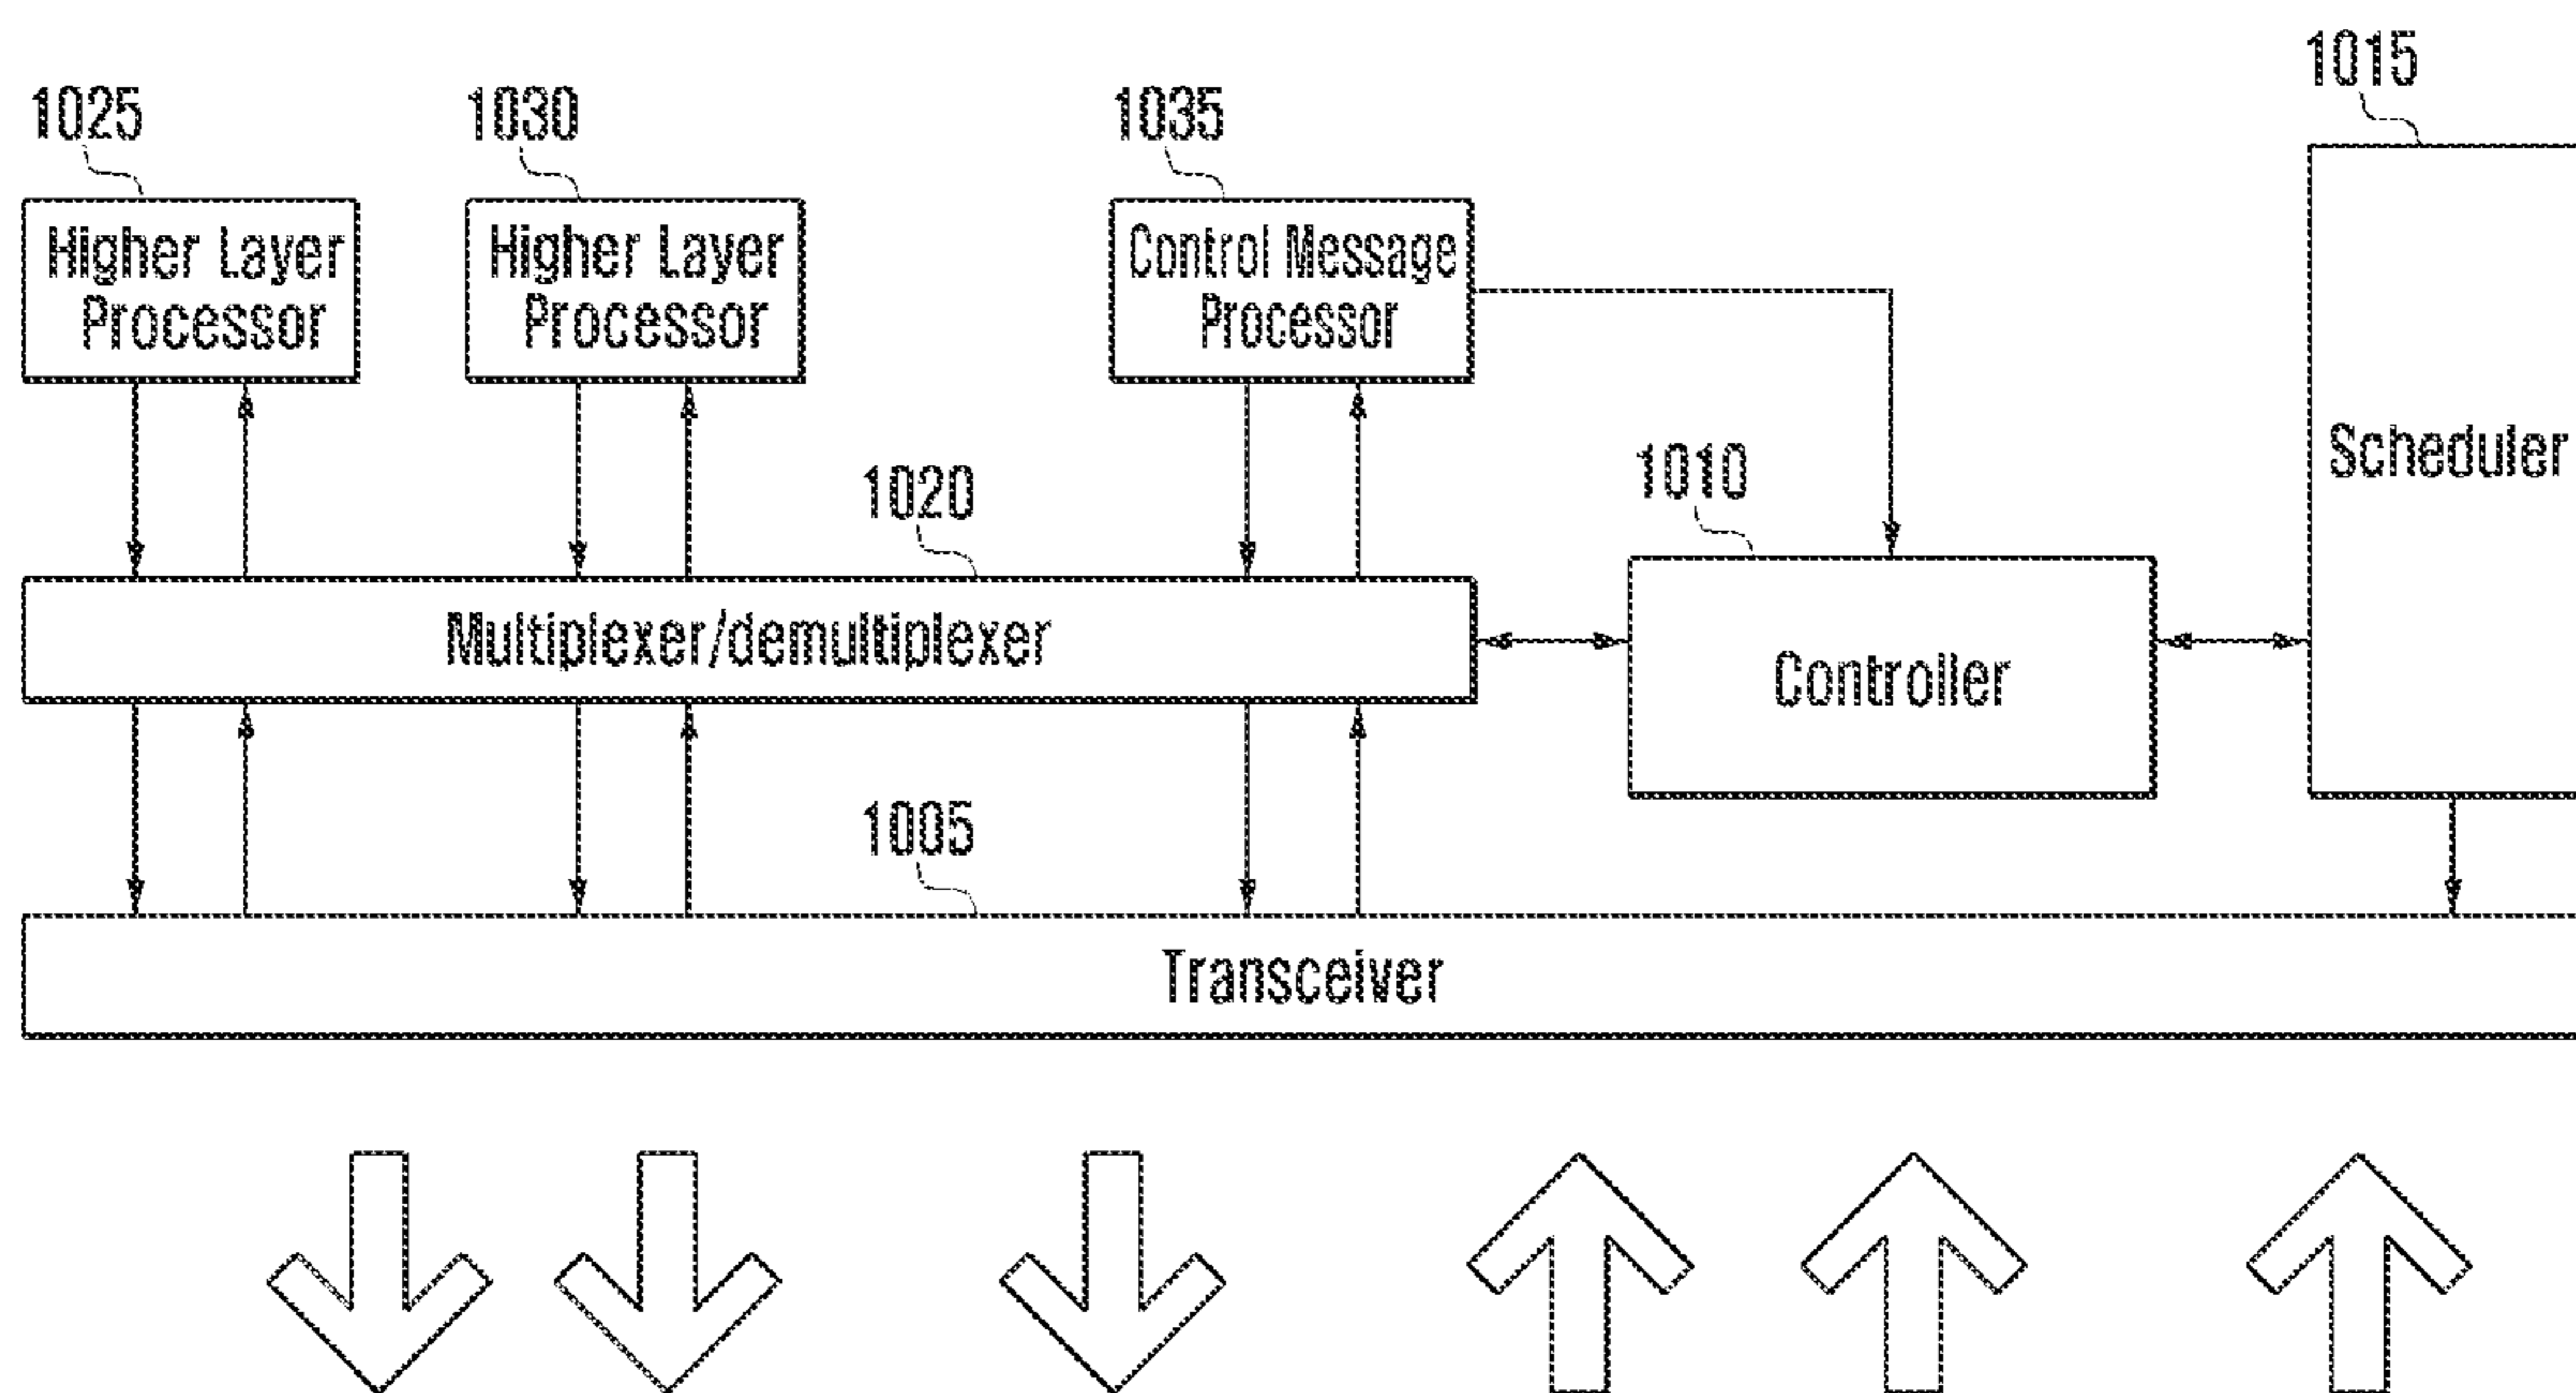 1015
1025
1030
1035
Higher Layer
Processor
Higher Layer
Processor
Control Message
Processor
Scheduler
1020
1010
Multiplexer/demultiplexer
Controller
1005
Transceiver